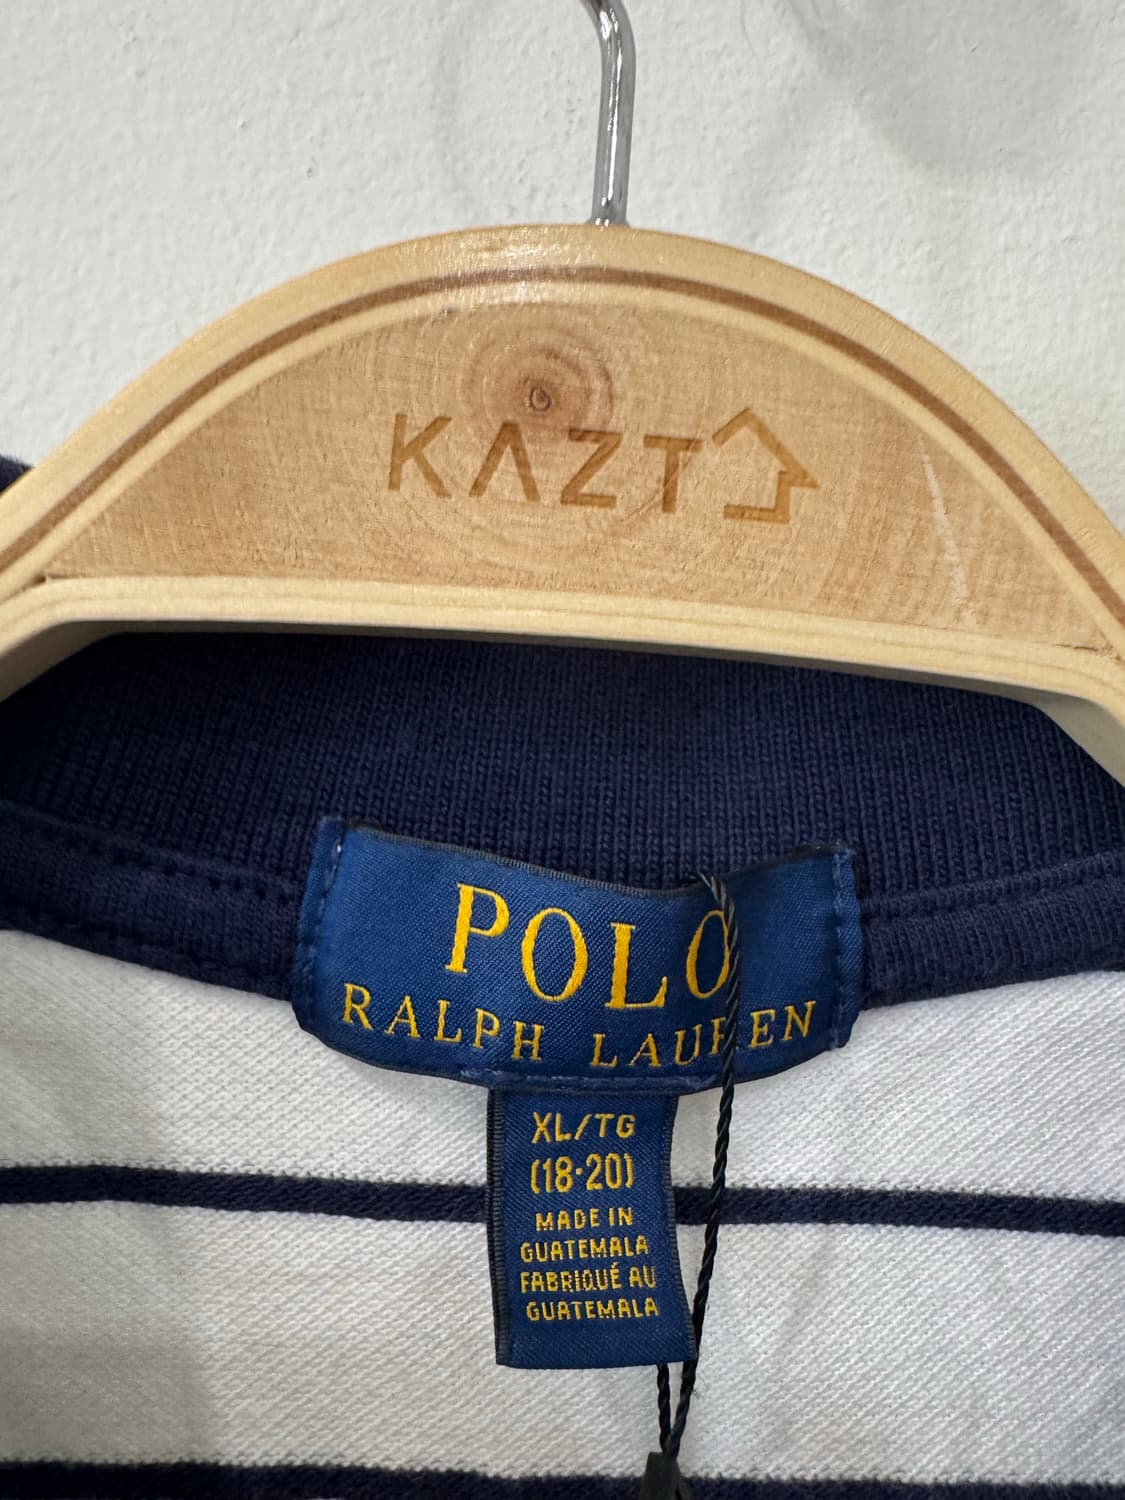 KAZT
POLO
RALPH LAUREN
XL/TG
(18-20)
MADE IN
GUATEMALA
FABRIQUÉ AU
GUATEMALA